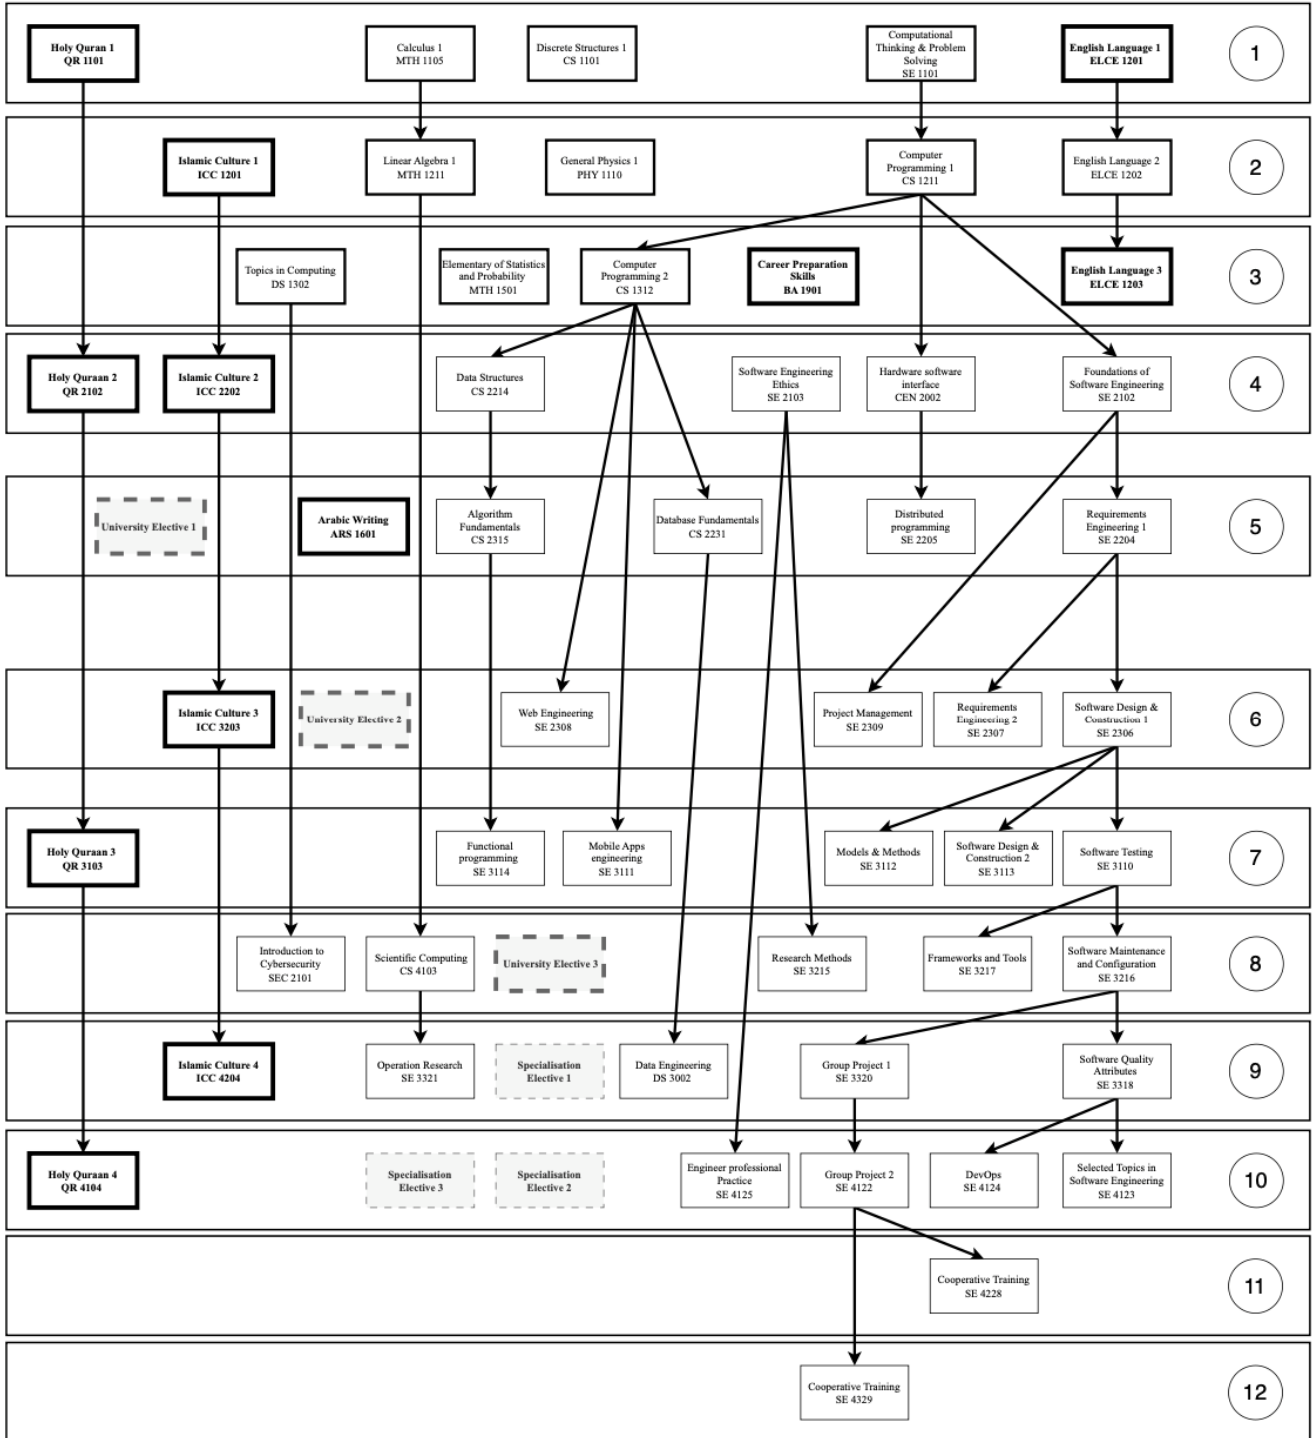 Holy Quran 1
QR 1101
Calculus 1
MTH 1105
Discrete Structures 1
CS 1101
Computational
Thinking & Problem
Solving
SE 1101
English Language 1
ELCE 1201
1
Islamic Culture 1
ICC 1201
Linear Algebra 1
MTH 1211
General Physics 1
PHY 1110
Computer
Programming 1
CS 1211
English Language 2
ELCE 1202
2
Topics in Computing
DS 1302
Elementary of Statistics
and Probability
MTH 1501
Computer
Programming 2
CS 1312
Career Preparation
Skills
BA 1901
English Language 3
ELCE 1203
3
Holy Quraan 2
QR 2102
Islamic Culture 2
ICC 2202
Data Structures
CS 2214
Software Engineering
Ethics
SE 2103
Hardware software
interface
CEN 2002
Foundations of
Software Engineering
SE 2102
4
University Elective 1
Arabic Writing
ARS 1601
Algorithm
Fundamentals
CS 2315
Database Fundamentals
CS 2231
Distributed
programming
SE 2205
Requirements
Engineering 1
SE 2204
5
Islamic Culture 3
ICC 3203
University Elective 2
Web Engineering
SE 2308
Project Management
SE 2309
Requirements
Engineering 2
SE 2307
Software Design &
Construction 1
SE 2306
6
Holy Quraan 3
QR 3103
Functional
programming
SE 3114
Mobile Apps
engineering
SE 3111
Models & Methods
SE 3112
Software Design &
Construction 2
SE 3113
Software Testing
SE 3110
7
Introduction to
Cybersecurity
SEC 2101
Scientific Computing
CS 4103
University Elective 3
Research Methods
SE 3215
Frameworks and Tools
SE 3217
Software Maintenance
and Configuration
SE 3216
8
Islamic Culture 4
ICC 4204
Operation Research
SE 3321
Specialisation
Elective 1
Data Engineering
DS 3002
Group Project 1
SE 3320
Software Quality
Attributes
SE 3318
9
Holy Quraan 4
QR 4104
Specialisation
Elective 3
Specialisation
Elective 2
Engineer professional
Practice
SE 4125
Group Project 2
SE 4122
DevOps
SE 4124
Selected Topics in
Software Engineering
SE 4123
10
Cooperative Training
SE 4228
11
Cooperative Training
SE 4329
12